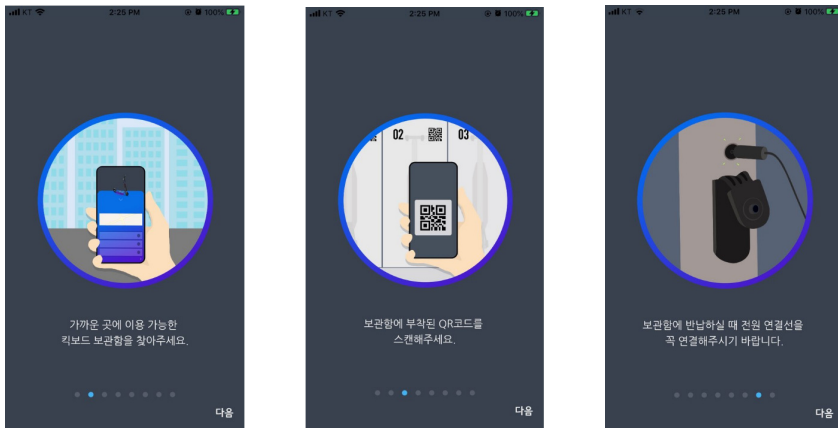 KT 2:25 PM 100%
가까운 곳에 이용 가능한
킥보드 보관함을 찾아주세요.
다음
KT 2:25 PM 100%
02 03
보관함에 부착된 QR코드를
스캔해주세요.
다음
KT 2:25 PM 100%
보관함에 반납하실 때 전원 연결선을
꼭 연결해주시기 바랍니다.
다음